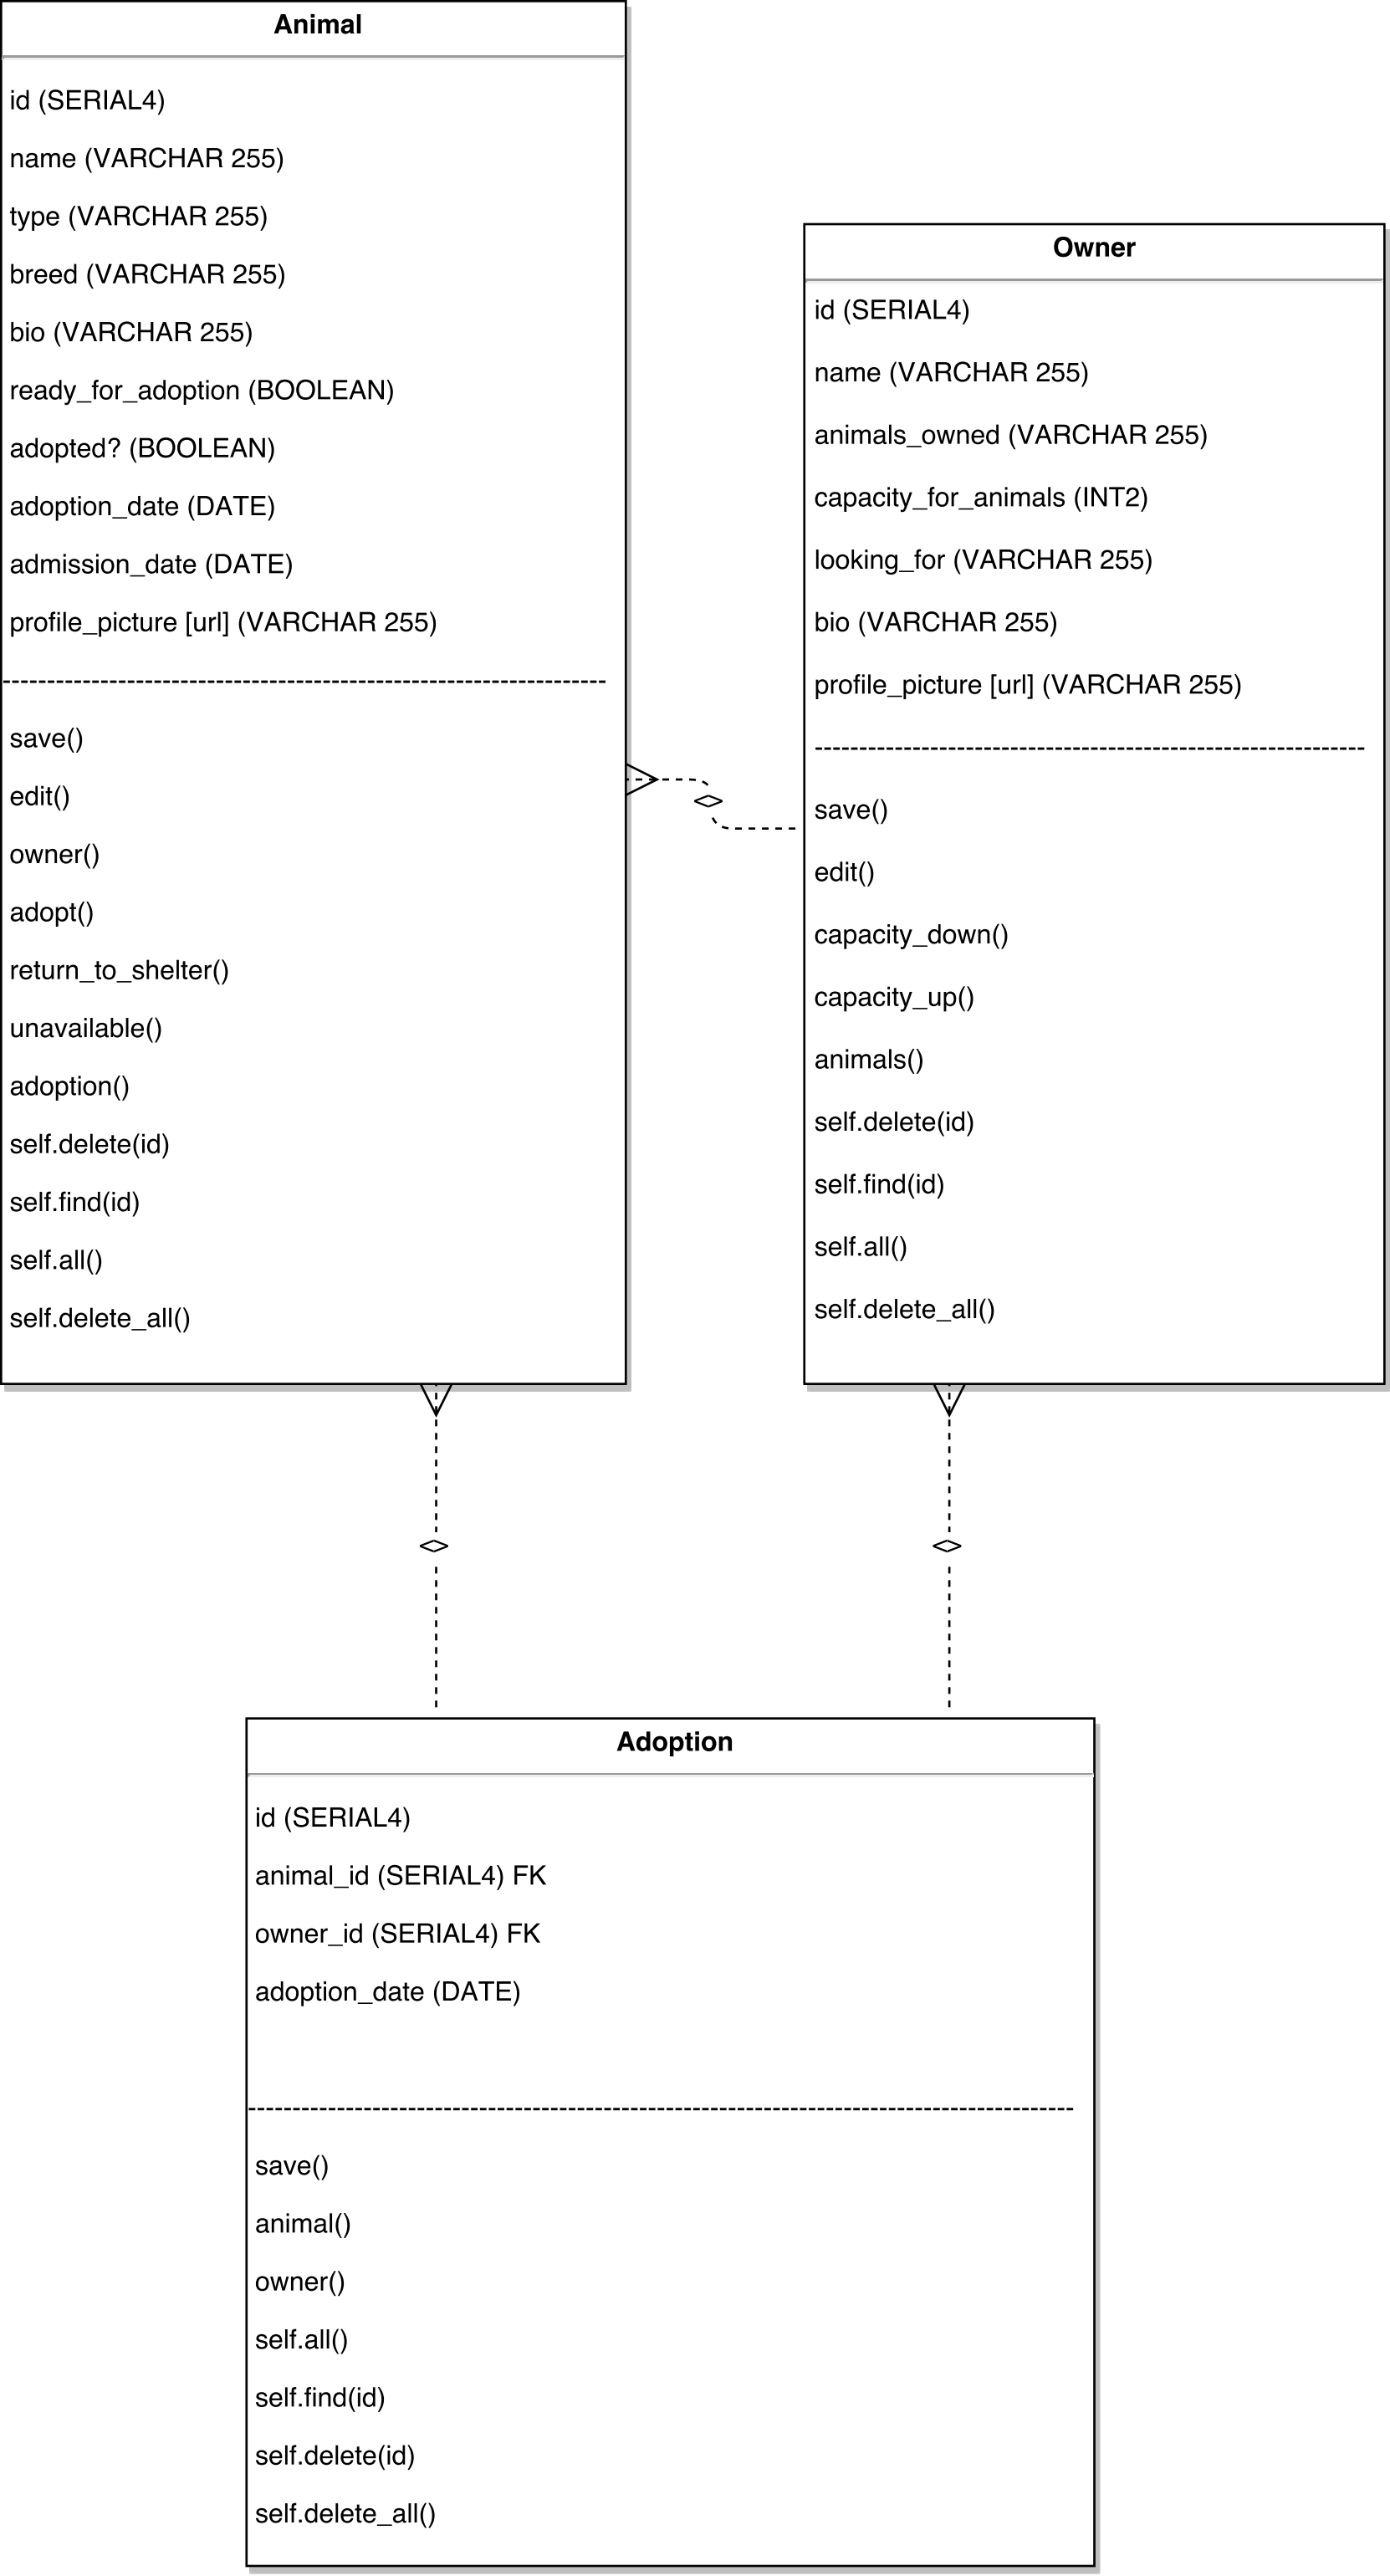 Animal
id (SERIAL4)
name (VARCHAR 255)
type (VARCHAR 255)
breed (VARCHAR 255)
bio (VARCHAR 255)
ready_for_adoption (BOOLEAN)
adopted? (BOOLEAN)
adoption_date (DATE)
admission_date (DATE)
profile_picture [url] (VARCHAR 255)
save()
edit()
owner()
adopt()
return_to_shelter()
unavailable()
adoption()
self.delete(id)
self.find(id)
self.all()
self.delete_all()
Owner
id (SERIAL4)
name (VARCHAR 255)
animals_owned (VARCHAR 255)
capacity_for_animals (INT2)
looking_for (VARCHAR 255)
bio (VARCHAR 255)
profile_picture [url] (VARCHAR 255)
save()
edit()
capacity_down()
capacity_up()
animals()
self.delete(id)
self.find(id)
self.all()
self.delete_all()
Adoption
id (SERIAL4)
animal_id (SERIAL4) FK
owner_id (SERIAL4) FK
adoption_date (DATE)
save()
animal()
owner()
self.all()
self.find(id)
self.delete(id)
self.delete_all()